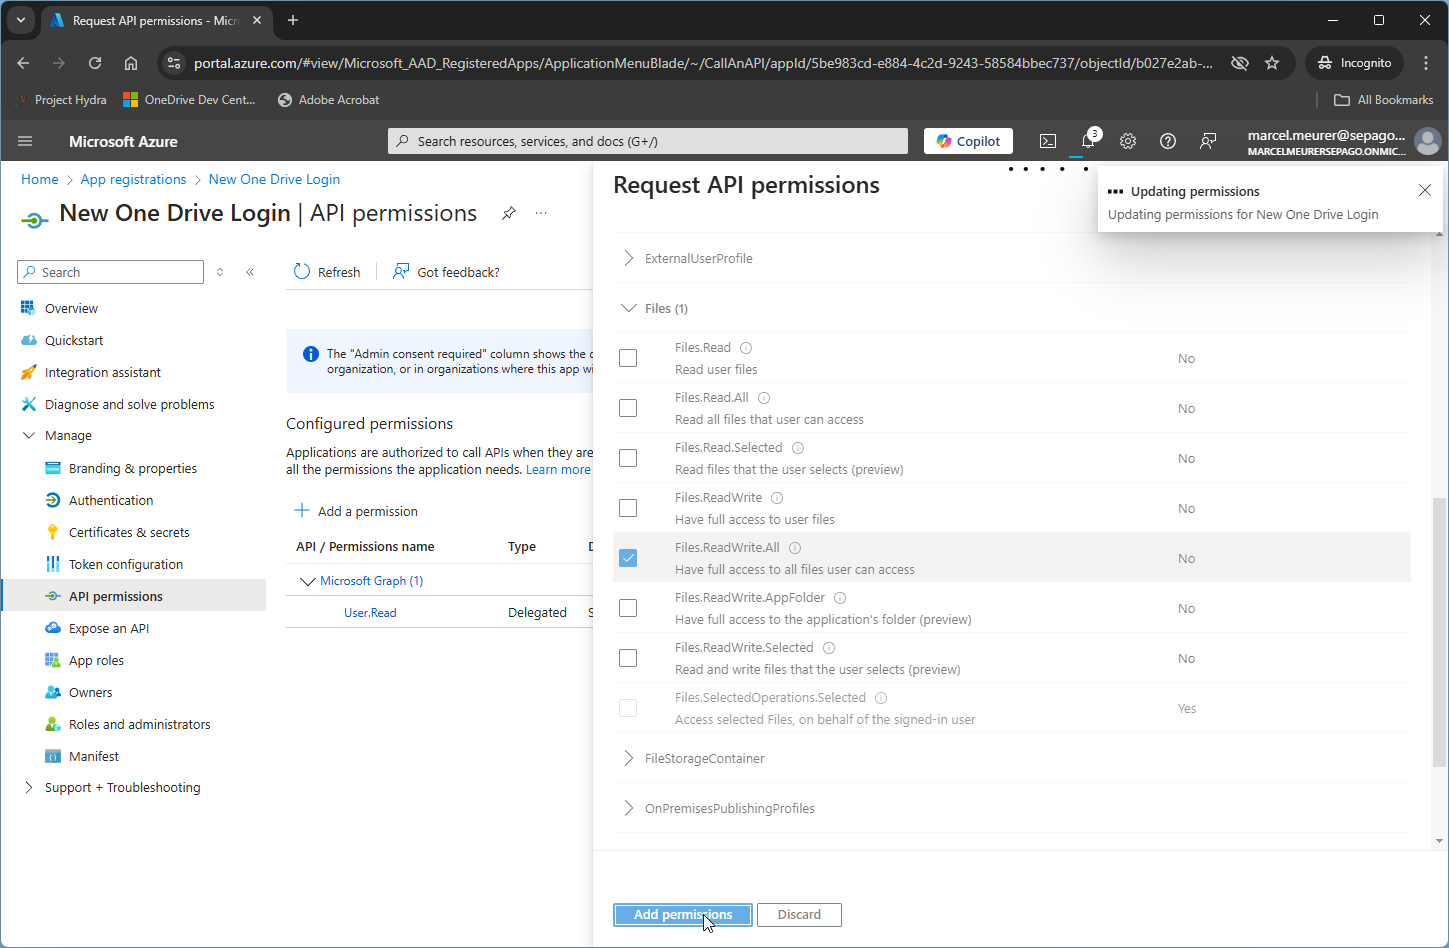 Request API permissions - Micr
portal.azure.com/#view/Microsoft_AAD_RegisteredApps/ApplicationMenuBlade/~/CallAnAPI/appId/5be983cd-e884-4c2d-9243-58584bbec737/objectId/b027e2ab-...
Incognito
Project Hydra
OneDrive Dev Cent...
Adobe Acrobat
All Bookmarks
Microsoft Azure
Search resources, services, and docs (G+/)
Copilot
3
marcel.meurer@sepago...
MARCELMEURERSEPAGO.ONMIC...
Home > App registrations > New One Drive Login
New One Drive Login | API permissions
...
Search
Overview
Quickstart
Integration assistant
Diagnose and solve problems
Manage
Branding & properties
Authentication
Certificates & secrets
Token configuration
API permissions
Expose an API
App roles
Owners
Roles and administrators
Manifest
Support + Troubleshooting
Refresh
Got feedback?
The "Admin consent required" column shows the
organization, or in organizations where this app
Configured permissions
Applications are authorized to call APIs when they are
all the permissions the application needs. Learn more
Add a permission
API / Permissions name Type
Microsoft Graph (1)
User.Read Delegated
Request API permissions
Updating permissions
Updating permissions for New One Drive Login
ExternalUserProfile
Files (1)
Files.Read
Read user files
No
Files.Read.All
Read all files that user can access
No
Files.Read.Selected
Read files that the user selects (preview)
No
Files.ReadWrite
Have full access to user files
No
Files.ReadWrite.All
Have full access to all files user can access
No
Files.ReadWrite.AppFolder
Have full access to the application's folder (preview)
No
Files.ReadWrite.Selected
Read and write files that the user selects (preview)
No
Files.SelectedOperations.Selected
Access selected Files, on behalf of the signed-in user
Yes
FileStorageContainer
OnPremisesPublishingProfiles
Add permissions
Discard